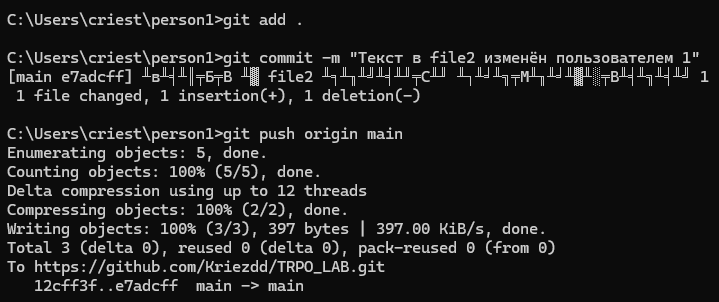 C:\Users\criest\person1>git add .
C:\Users\criest\person1>git commit -m "Текст в file2 изменён пользователем 1"
[main e7adcff] file2 1
1 file changed, 1 insertion(+), 1 deletion(-)
C:\Users\criest\person1>git push origin main
Enumerating objects: 5, done.
Counting objects: 100% (5/5), done.
Delta compression using up to 12 threads
Compressing objects: 100% (2/2), done.
Writing objects: 100% (3/3), 397 bytes | 397.00 KiB/s, done.
Total 3 (delta 0), reused 0 (delta 0), pack-reused 0 (from 0)
To https://github.com/Kriezdd/TRPO_LAB.git
12cff3f..e7adcff  main -> main